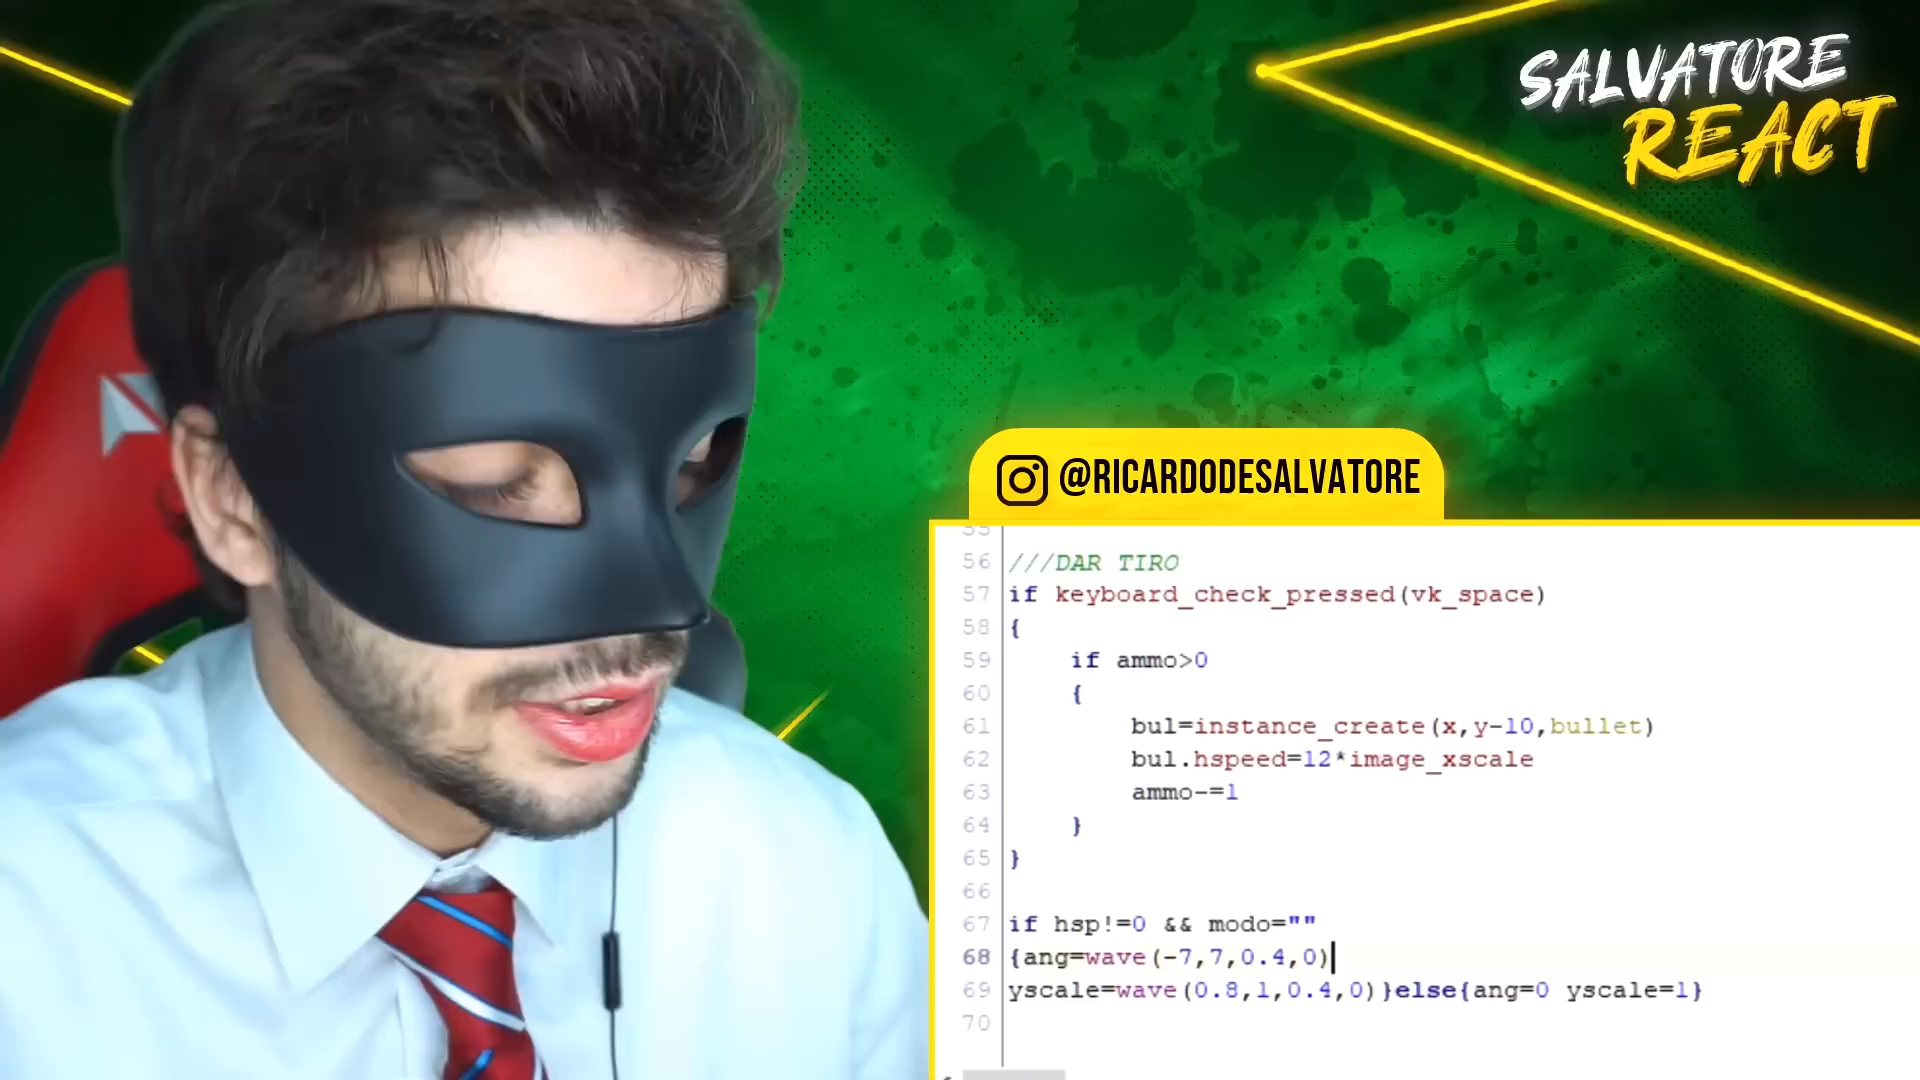 SALVATORE
REACT
@RICARDODESALVATORE
55
56 ///DAR TIRO
57 if keyboard_check_pressed(vk_space)
58 {
59 if ammo>0
60 {
61 bul=instance_create(x,y-10,bullet)
62 bul.hspeed=12*image_xscale
63 ammo-=1
64 }
65 }
66
67 if hsp!=0 && modo=""
68 {ang=wave(-7,7,0.4,0)
69 yscale=wave(0.8,1,0.4,0)}else{ang=0 yscale=1}
70